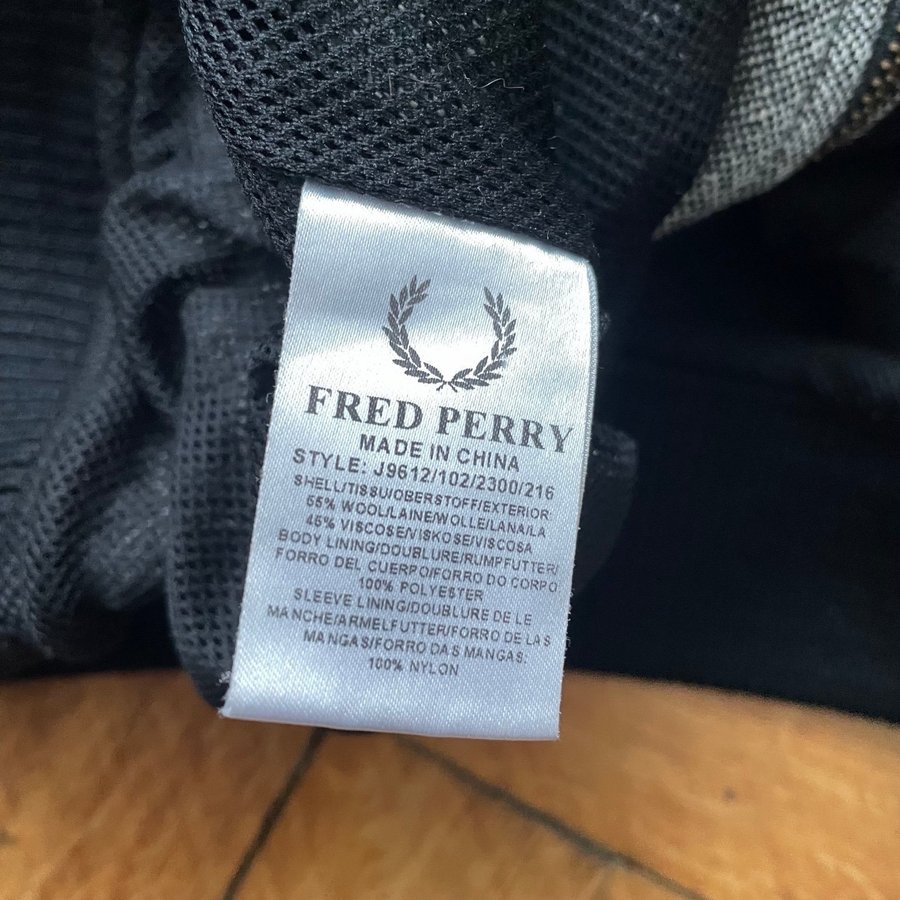 FRED PERRY
MADE IN CHINA
STYLE: J9612/102/2300/216
SHELL/TISSU/OBERSTOFF/EXTERIOR:
55% WOOL/LAINE/WOLLE/LANA/LA
45% VISCOSE/VISKOSE/VISCOSA
BODY LINING/DOUBLURE/RUMPFUTTER/
FORRO DEL CUERPO/FORRO DO CORPO
100% POLYESTER
SLEEVE LINING/DOUBLURE DE LE
MANCHE/ARMELFUTTER/FORRO DE LAS
MANGAS/FORRO DAS MANGAS.
100% NYLON